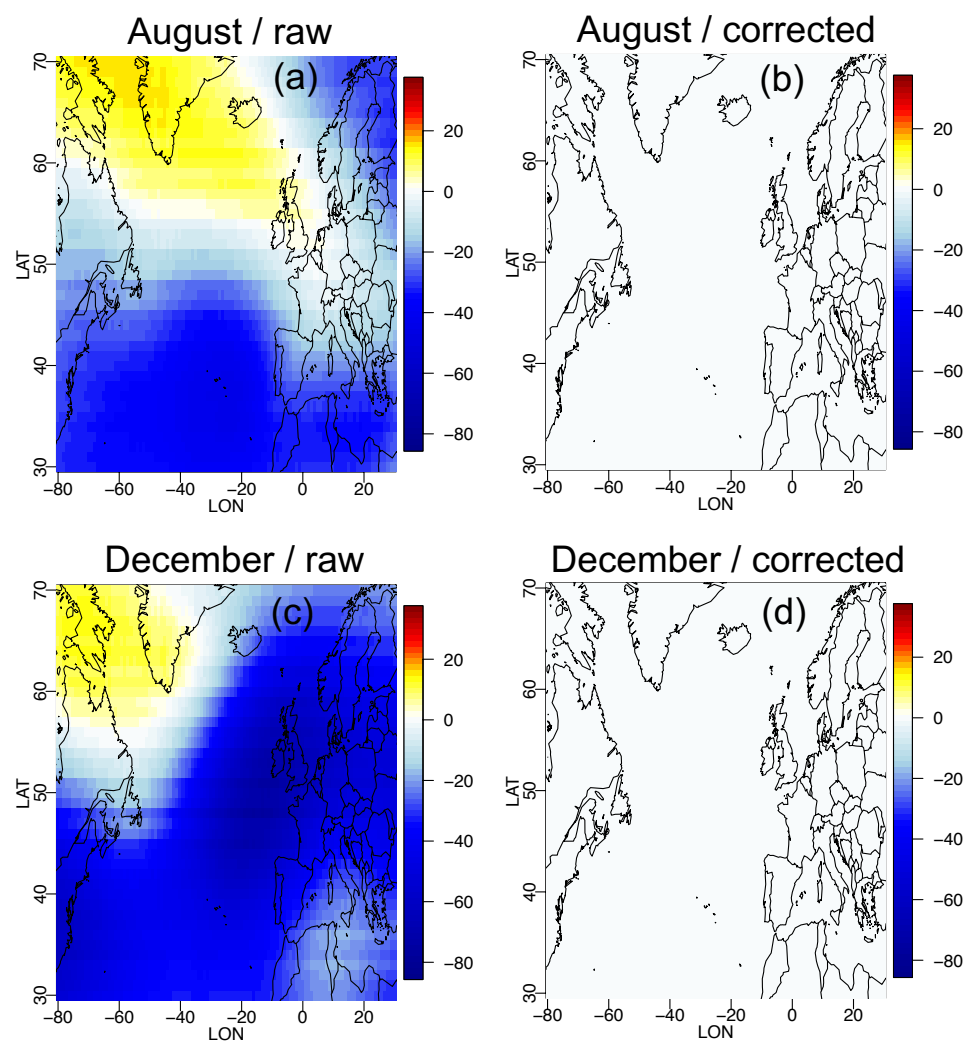 August / raw
August / corrected
(a)
(b)
LAT
30 40 50 60 70
−80 −60 −40 −20 0 20
LON
20
0
−20
−40
−60
−80
LAT
30 40 50 60 70
−80 −60 −40 −20 0 20
LON
20
0
−20
−40
−60
−80
December / raw
December / corrected
(c)
(d)
LAT
30 40 50 60 70
−80 −60 −40 −20 0 20
LON
20
0
−20
−40
−60
−80
LAT
30 40 50 60 70
−80 −60 −40 −20 0 20
LON
20
0
−20
−40
−60
−80